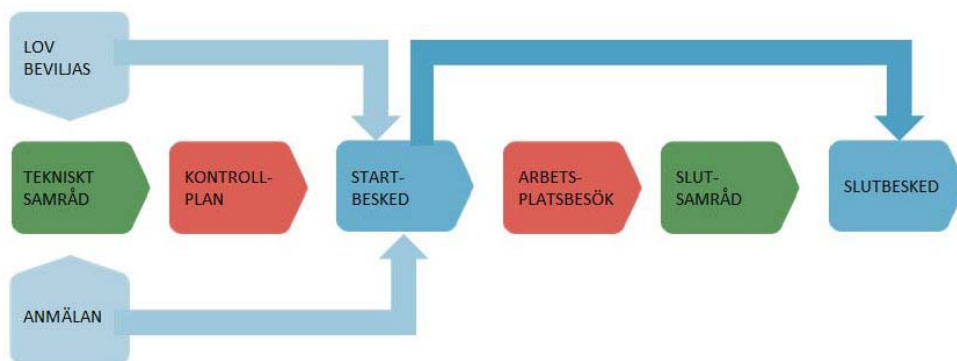 LOV
BEVILJAS
TEKNISKT
SAMRÅD
KONTROLL-
PLAN
START-
BESKED
ARBETS-
PLATSBESÖK
SLUT-
SAMRÅD
SLUTBESKED
ANMÄLAN